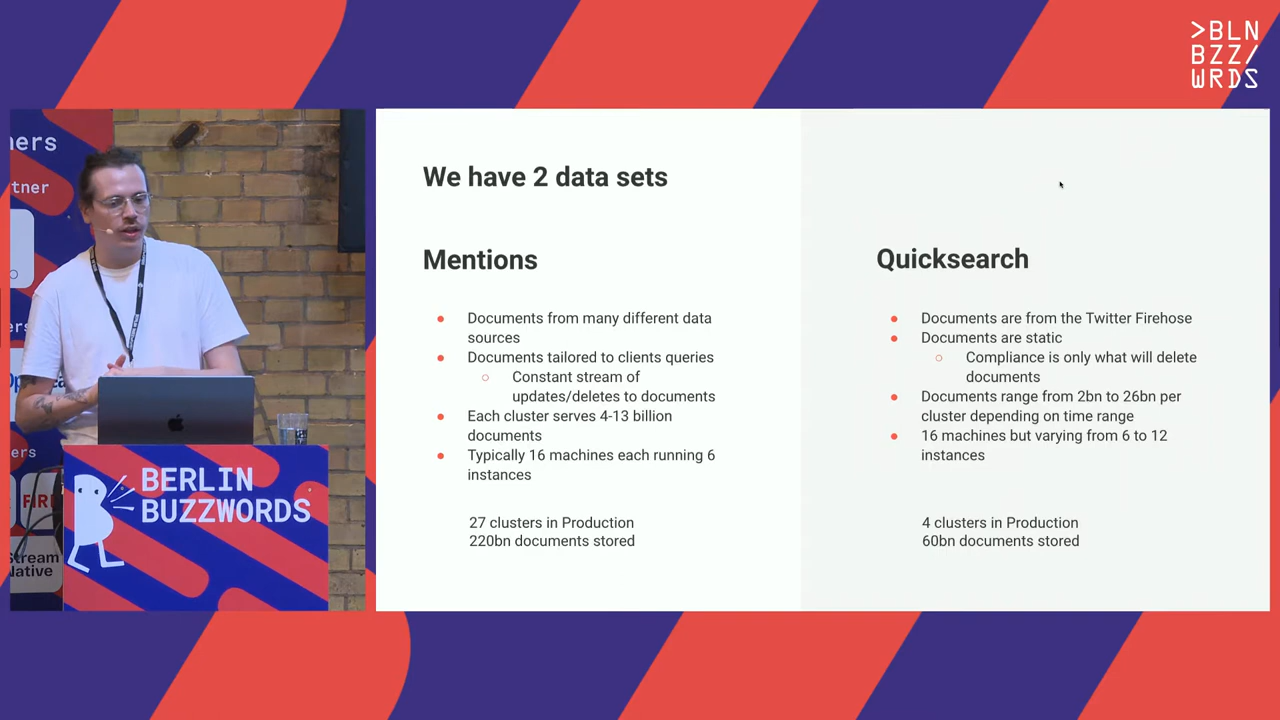 >BLN
BZZ/
WRDS
ners
tner
ers
ers
FIR
Stream
Native
BERLIN
BUZZWORDS
We have 2 data sets
Mentions
● Documents from many different data
sources
● Documents tailored to clients queries
○ Constant stream of
updates/deletes to documents
● Each cluster serves 4-13 billion
documents
● Typically 16 machines each running 6
instances
27 clusters in Production
220bn documents stored
Quicksearch
● Documents are from the Twitter Firehose
● Documents are static
○ Compliance is only what will delete
documents
● Documents range from 2bn to 26bn per
cluster depending on time range
● 16 machines but varying from 6 to 12
instances
4 clusters in Production
60bn documents stored